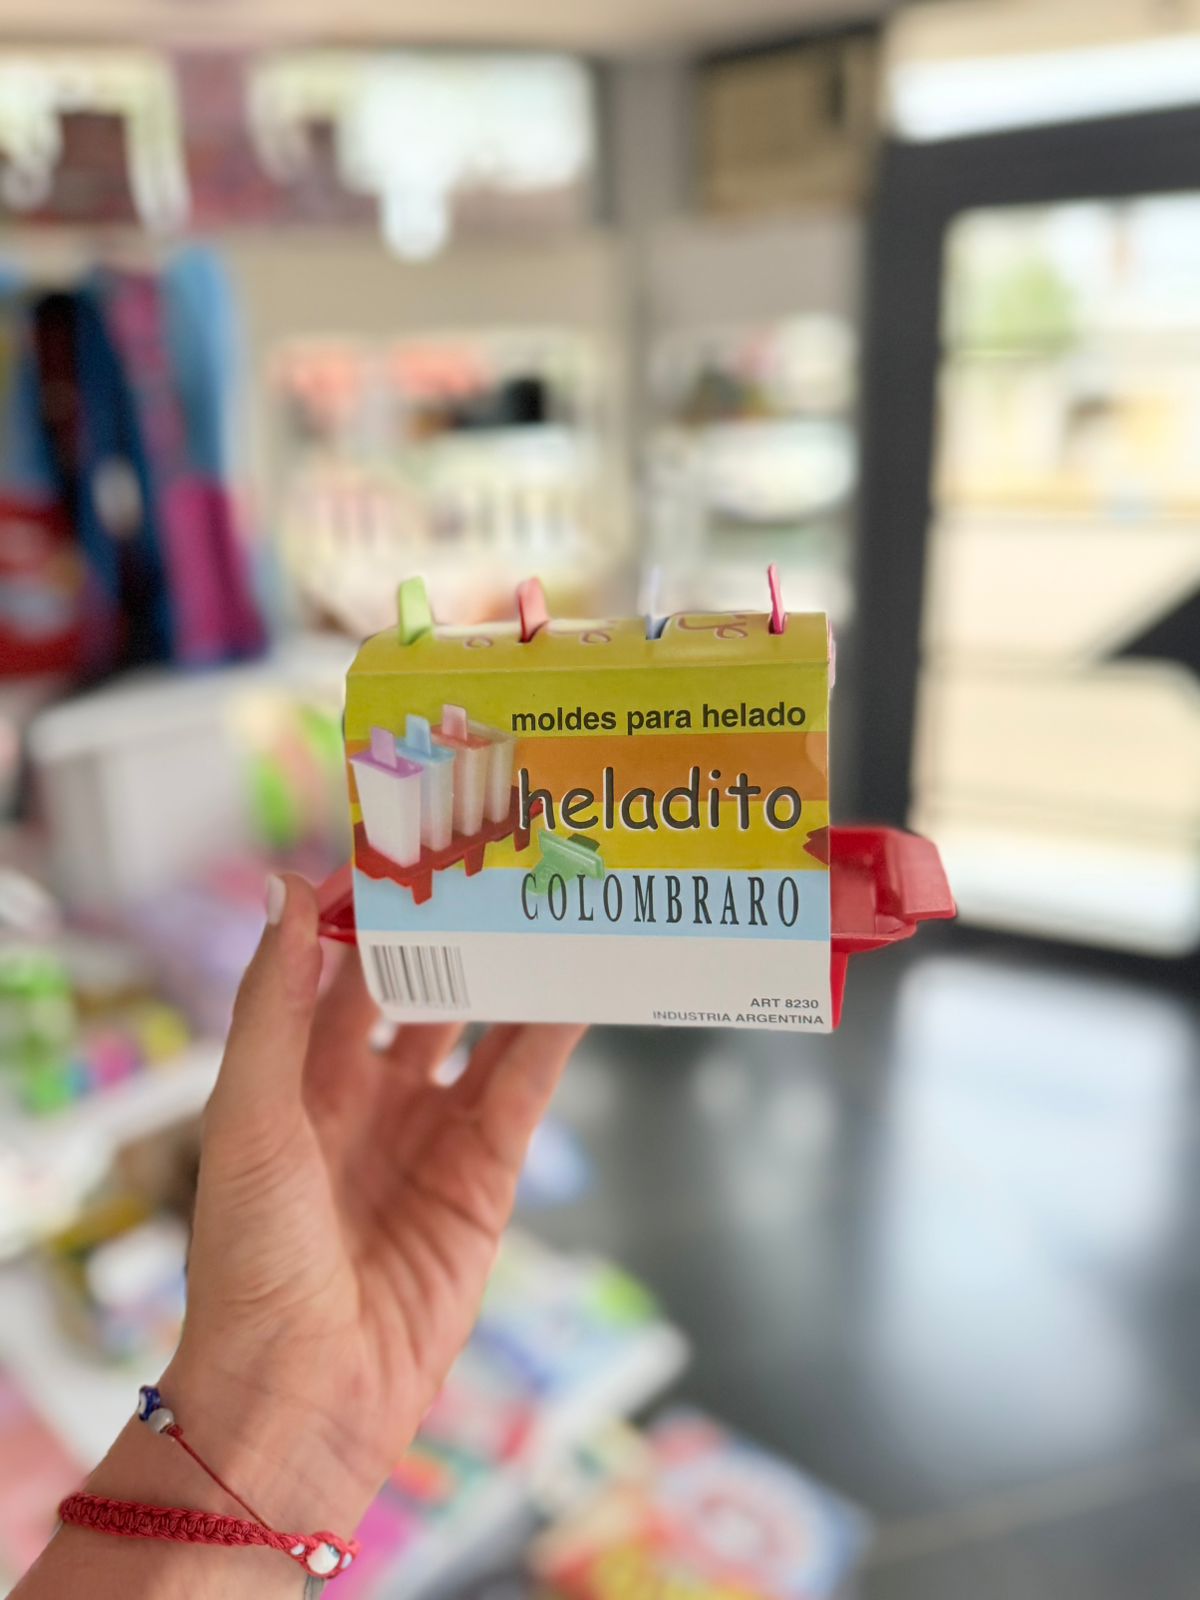 moldes para helado
heladito
COLOMBRARO
ART 8230
INDUSTRIA ARGENTINA